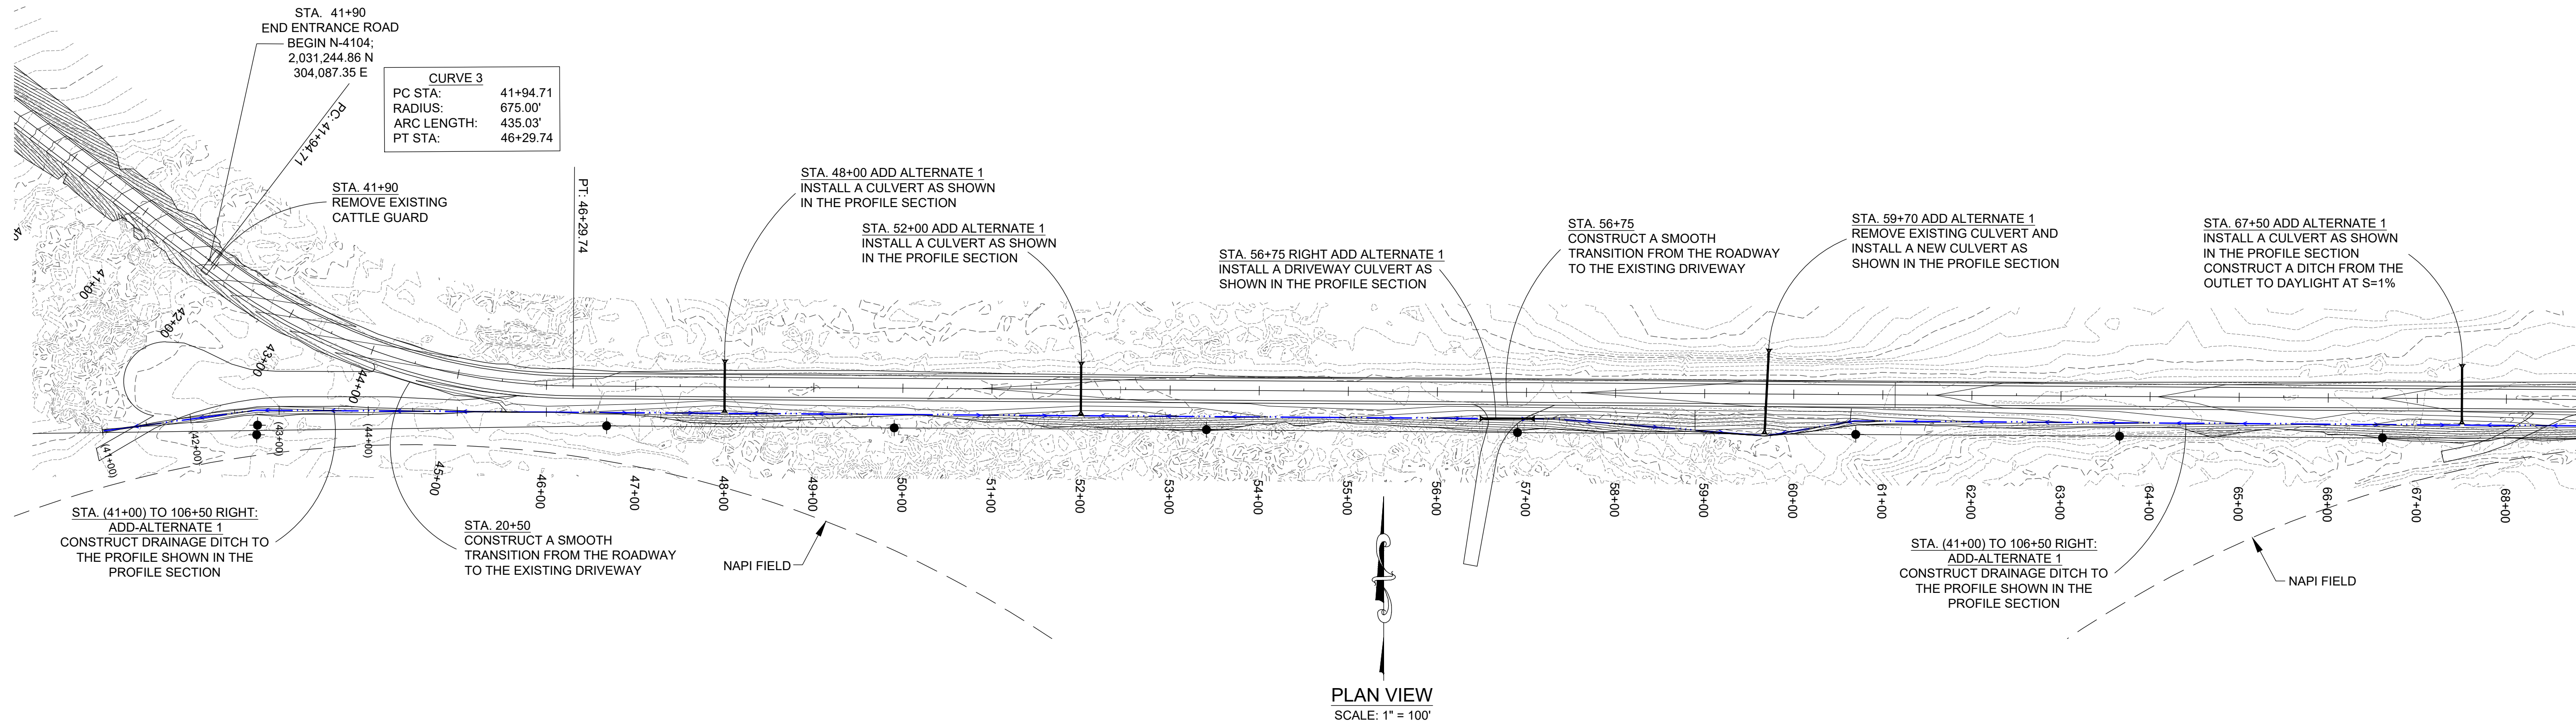 STA. 41+90
END ENTRANCE ROAD
BEGIN N-4104;
2,031,244.86 N
304,087.35 E
CURVE 3
PC STA: 41+94.71
RADIUS: 675.00'
ARC LENGTH: 435.03'
PT STA: 46+29.74
PC: 41+94.71
STA. 41+90
REMOVE EXISTING
CATTLE GUARD
PT: 46+29.74
STA. 48+00 ADD ALTERNATE 1
INSTALL A CULVERT AS SHOWN
IN THE PROFILE SECTION
STA. 52+00 ADD ALTERNATE 1
INSTALL A CULVERT AS SHOWN
IN THE PROFILE SECTION
STA. 56+75 RIGHT ADD ALTERNATE 1
INSTALL A DRIVEWAY CULVERT AS
SHOWN IN THE PROFILE SECTION
STA. 56+75
CONSTRUCT A SMOOTH
TRANSITION FROM THE ROADWAY
TO THE EXISTING DRIVEWAY
STA. 59+70 ADD ALTERNATE 1
REMOVE EXISTING CULVERT AND
INSTALL A NEW CULVERT AS
SHOWN IN THE PROFILE SECTION
STA. 67+50 ADD ALTERNATE 1
INSTALL A CULVERT AS SHOWN
IN THE PROFILE SECTION
CONSTRUCT A DITCH FROM THE
OUTLET TO DAYLIGHT AT S=1%
41+00
42+00
43+00
44+00
45+00
46+00
47+00
48+00
49+00
50+00
51+00
52+00
53+00
54+00
55+00
56+00
57+00
58+00
59+00
60+00
61+00
62+00
63+00
64+00
65+00
66+00
67+00
68+00
(41+00)
(42+00)
(43+00)
(44+00)
STA. (41+00) TO 106+50 RIGHT:
ADD-ALTERNATE 1
CONSTRUCT DRAINAGE DITCH TO
THE PROFILE SHOWN IN THE
PROFILE SECTION
STA. 20+50
CONSTRUCT A SMOOTH
TRANSITION FROM THE ROADWAY
TO THE EXISTING DRIVEWAY
NAPI FIELD
STA. (41+00) TO 106+50 RIGHT:
ADD-ALTERNATE 1
CONSTRUCT DRAINAGE DITCH TO
THE PROFILE SHOWN IN THE
PROFILE SECTION
NAPI FIELD
PLAN VIEW
SCALE: 1" = 100'